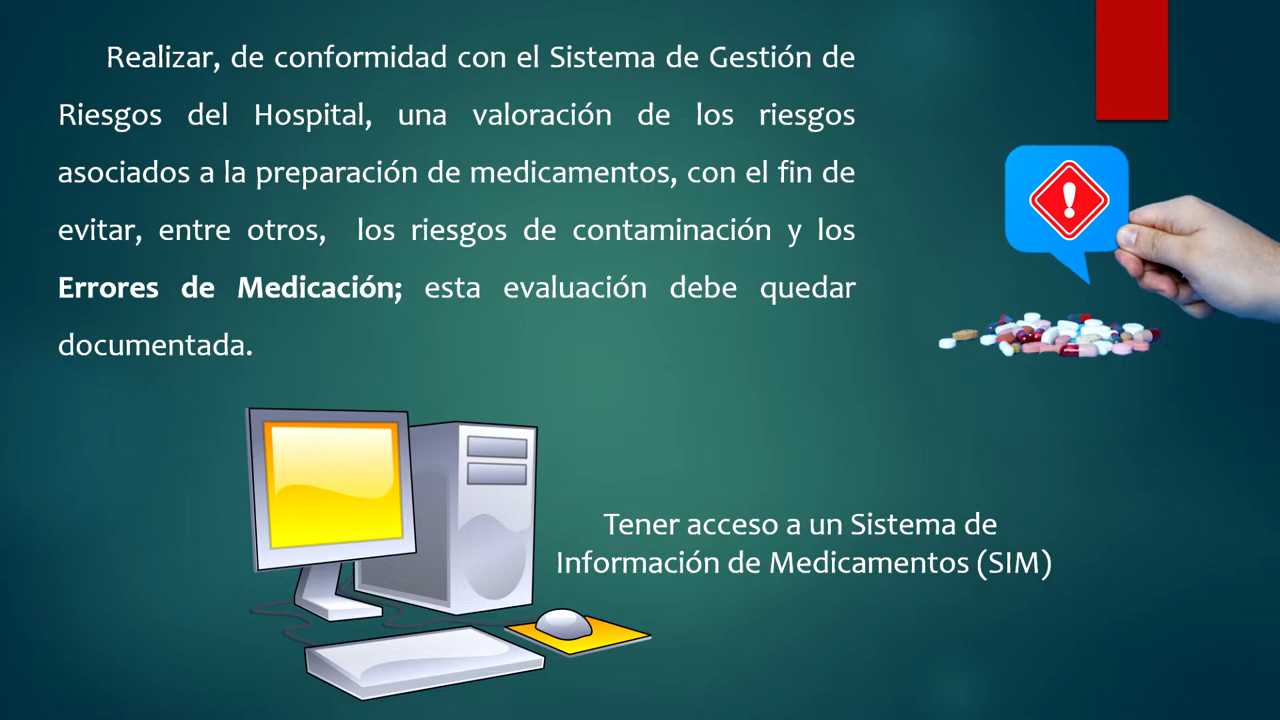 Realizar, de conformidad con el Sistema de Gestión de
Riesgos del Hospital, una valoración de los riesgos
asociados a la preparación de medicamentos, con el fin de
evitar, entre otros, los riesgos de contaminación y los
Errores de Medicación; esta evaluación debe quedar
documentada.
Tener acceso a un Sistema de
Información de Medicamentos (SIM)